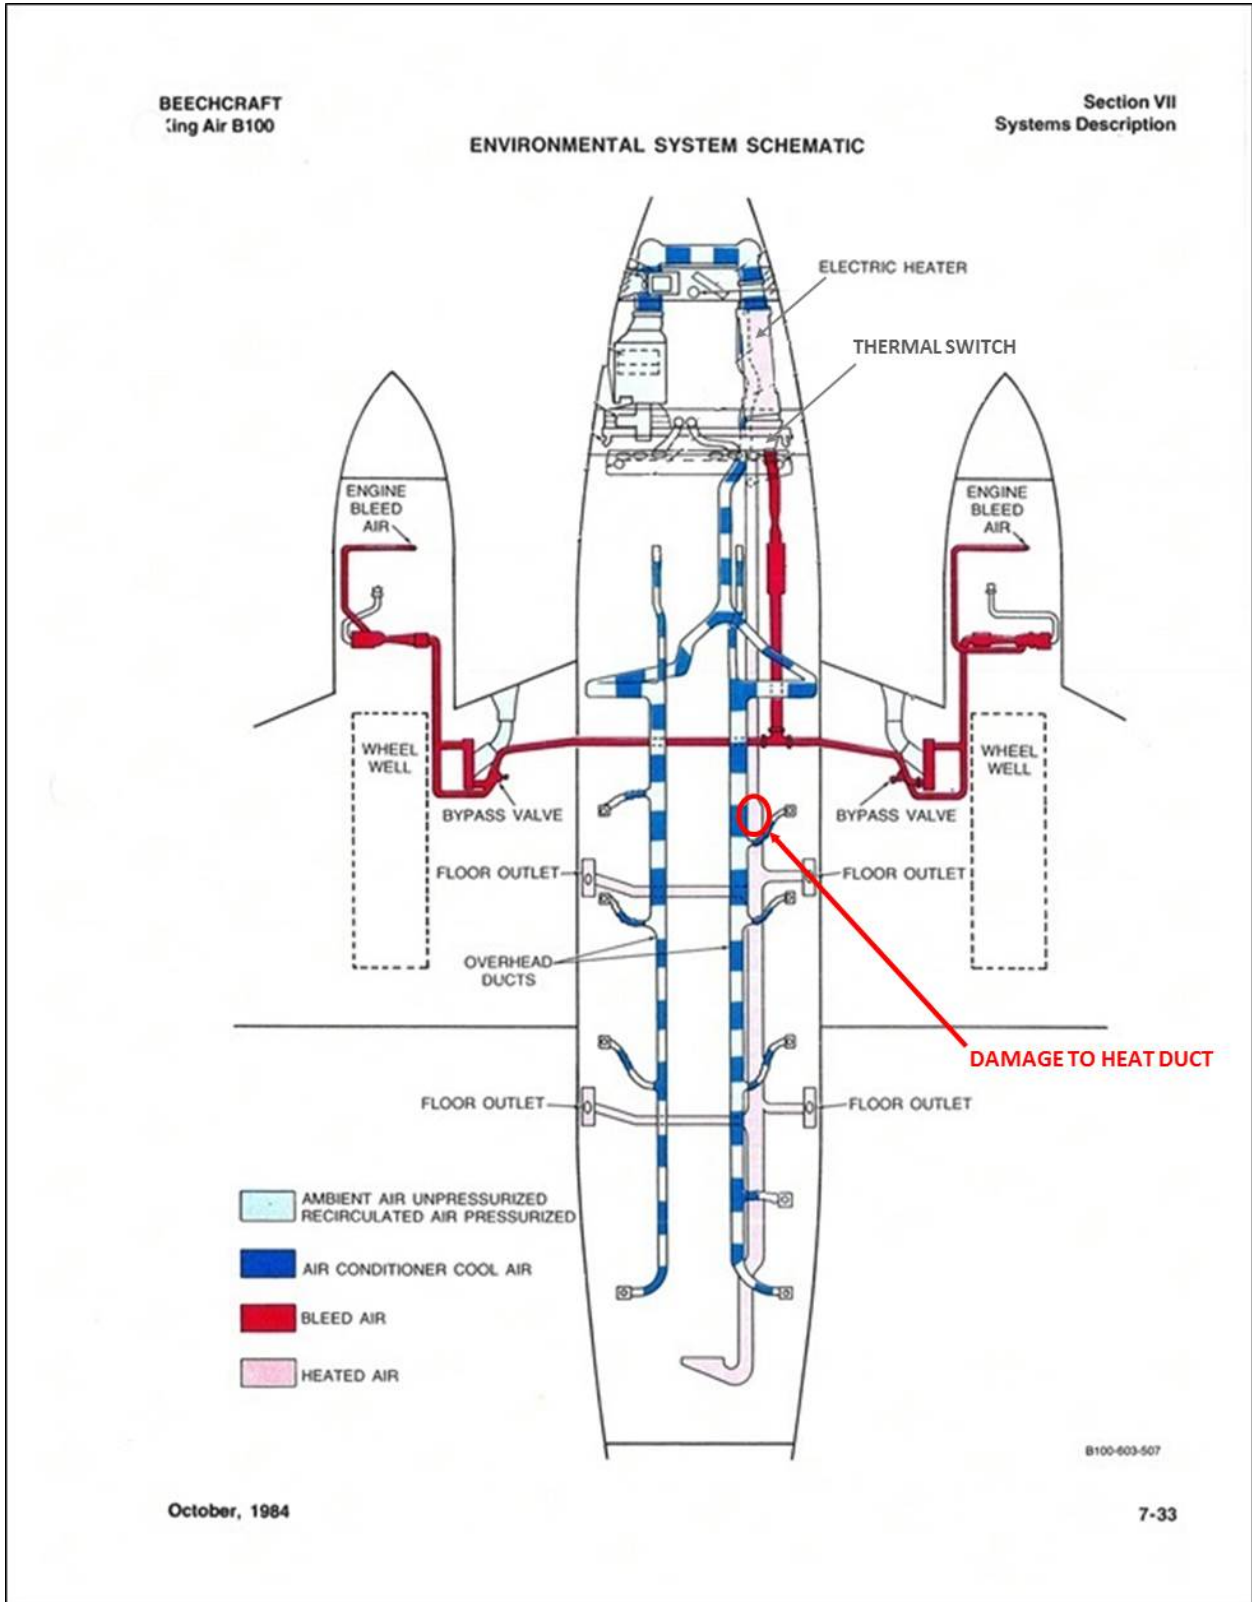 BEECHCRAFT
King Air B100
Section VII
Systems Description
ENVIRONMENTAL SYSTEM SCHEMATIC
ELECTRIC HEATER
THERMAL SWITCH
ENGINE
BLEED
AIR
ENGINE
BLEED
AIR
WHEEL
WELL
WHEEL
WELL
BYPASS VALVE
BYPASS VALVE
FLOOR OUTLET
FLOOR OUTLET
OVERHEAD
DUCTS
DAMAGE TO HEAT DUCT
FLOOR OUTLET
FLOOR OUTLET
AMBIENT AIR UNPRESSURIZED
RECIRCULATED AIR PRESSURIZED
AIR CONDITIONER COOL AIR
BLEED AIR
HEATED AIR
B100-603-507
October, 1984
7-33